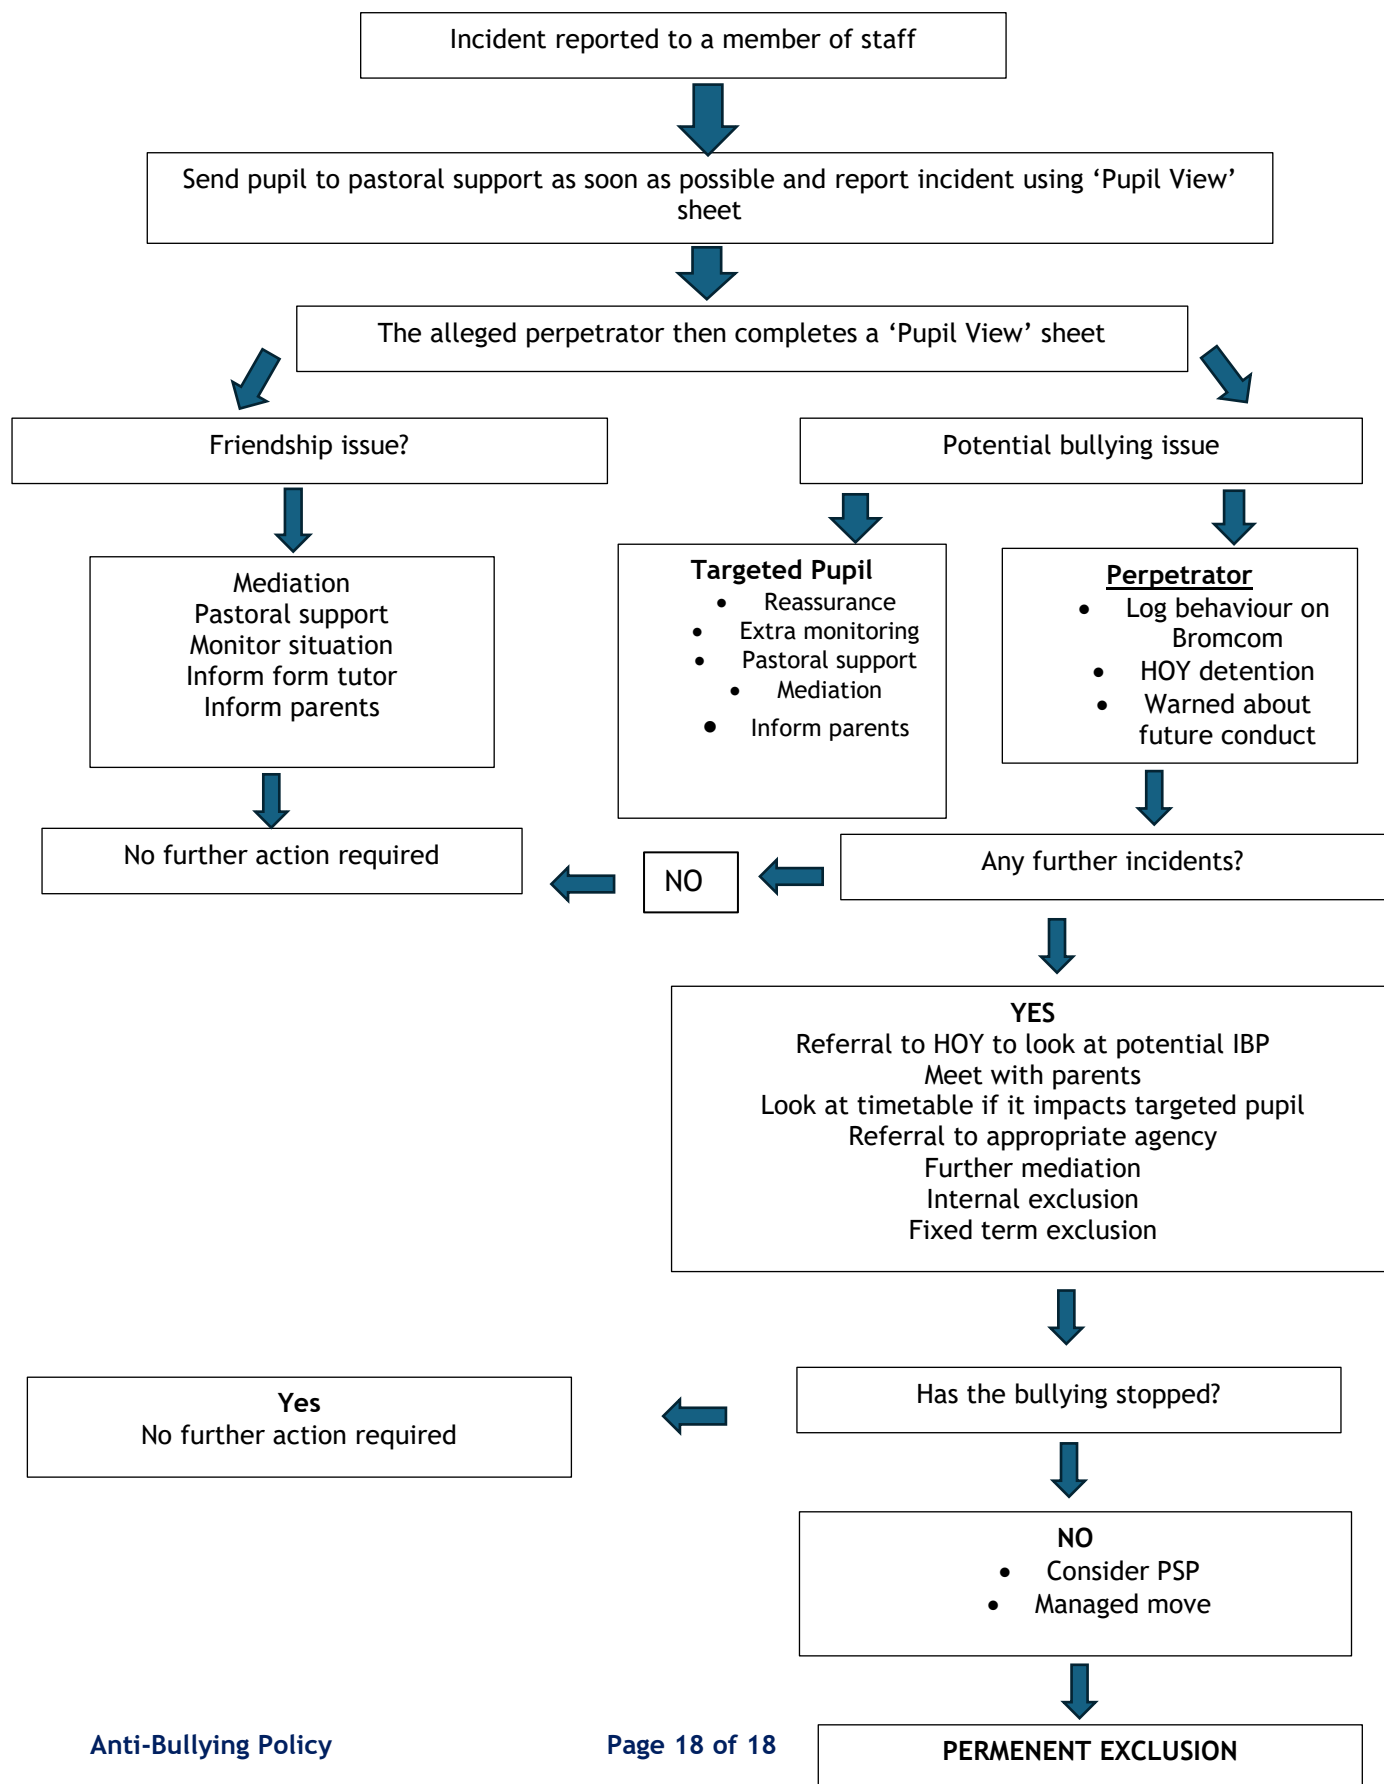 Incident reported to a member of staff
Send pupil to pastoral support as soon as possible and report incident using ‘Pupil View’
sheet
The alleged perpetrator then completes a ‘Pupil View’ sheet
Friendship issue?
Potential bullying issue
Mediation
Pastoral support
Monitor situation
Inform form tutor
Inform parents
Targeted Pupil
• Reassurance
• Extra monitoring
• Pastoral support
• Mediation
• Inform parents
Perpetrator
• Log behaviour on
Bromcom
• HOY detention
• Warned about
future conduct
No further action required
NO
Any further incidents?
YES
Referral to HOY to look at potential IBP
Meet with parents
Look at timetable if it impacts targeted pupil
Referral to appropriate agency
Further mediation
Internal exclusion
Fixed term exclusion
Has the bullying stopped?
Yes
No further action required
NO
• Consider PSP
• Managed move
PERMENENT EXCLUSION
Anti-Bullying Policy
Page 18 of 18